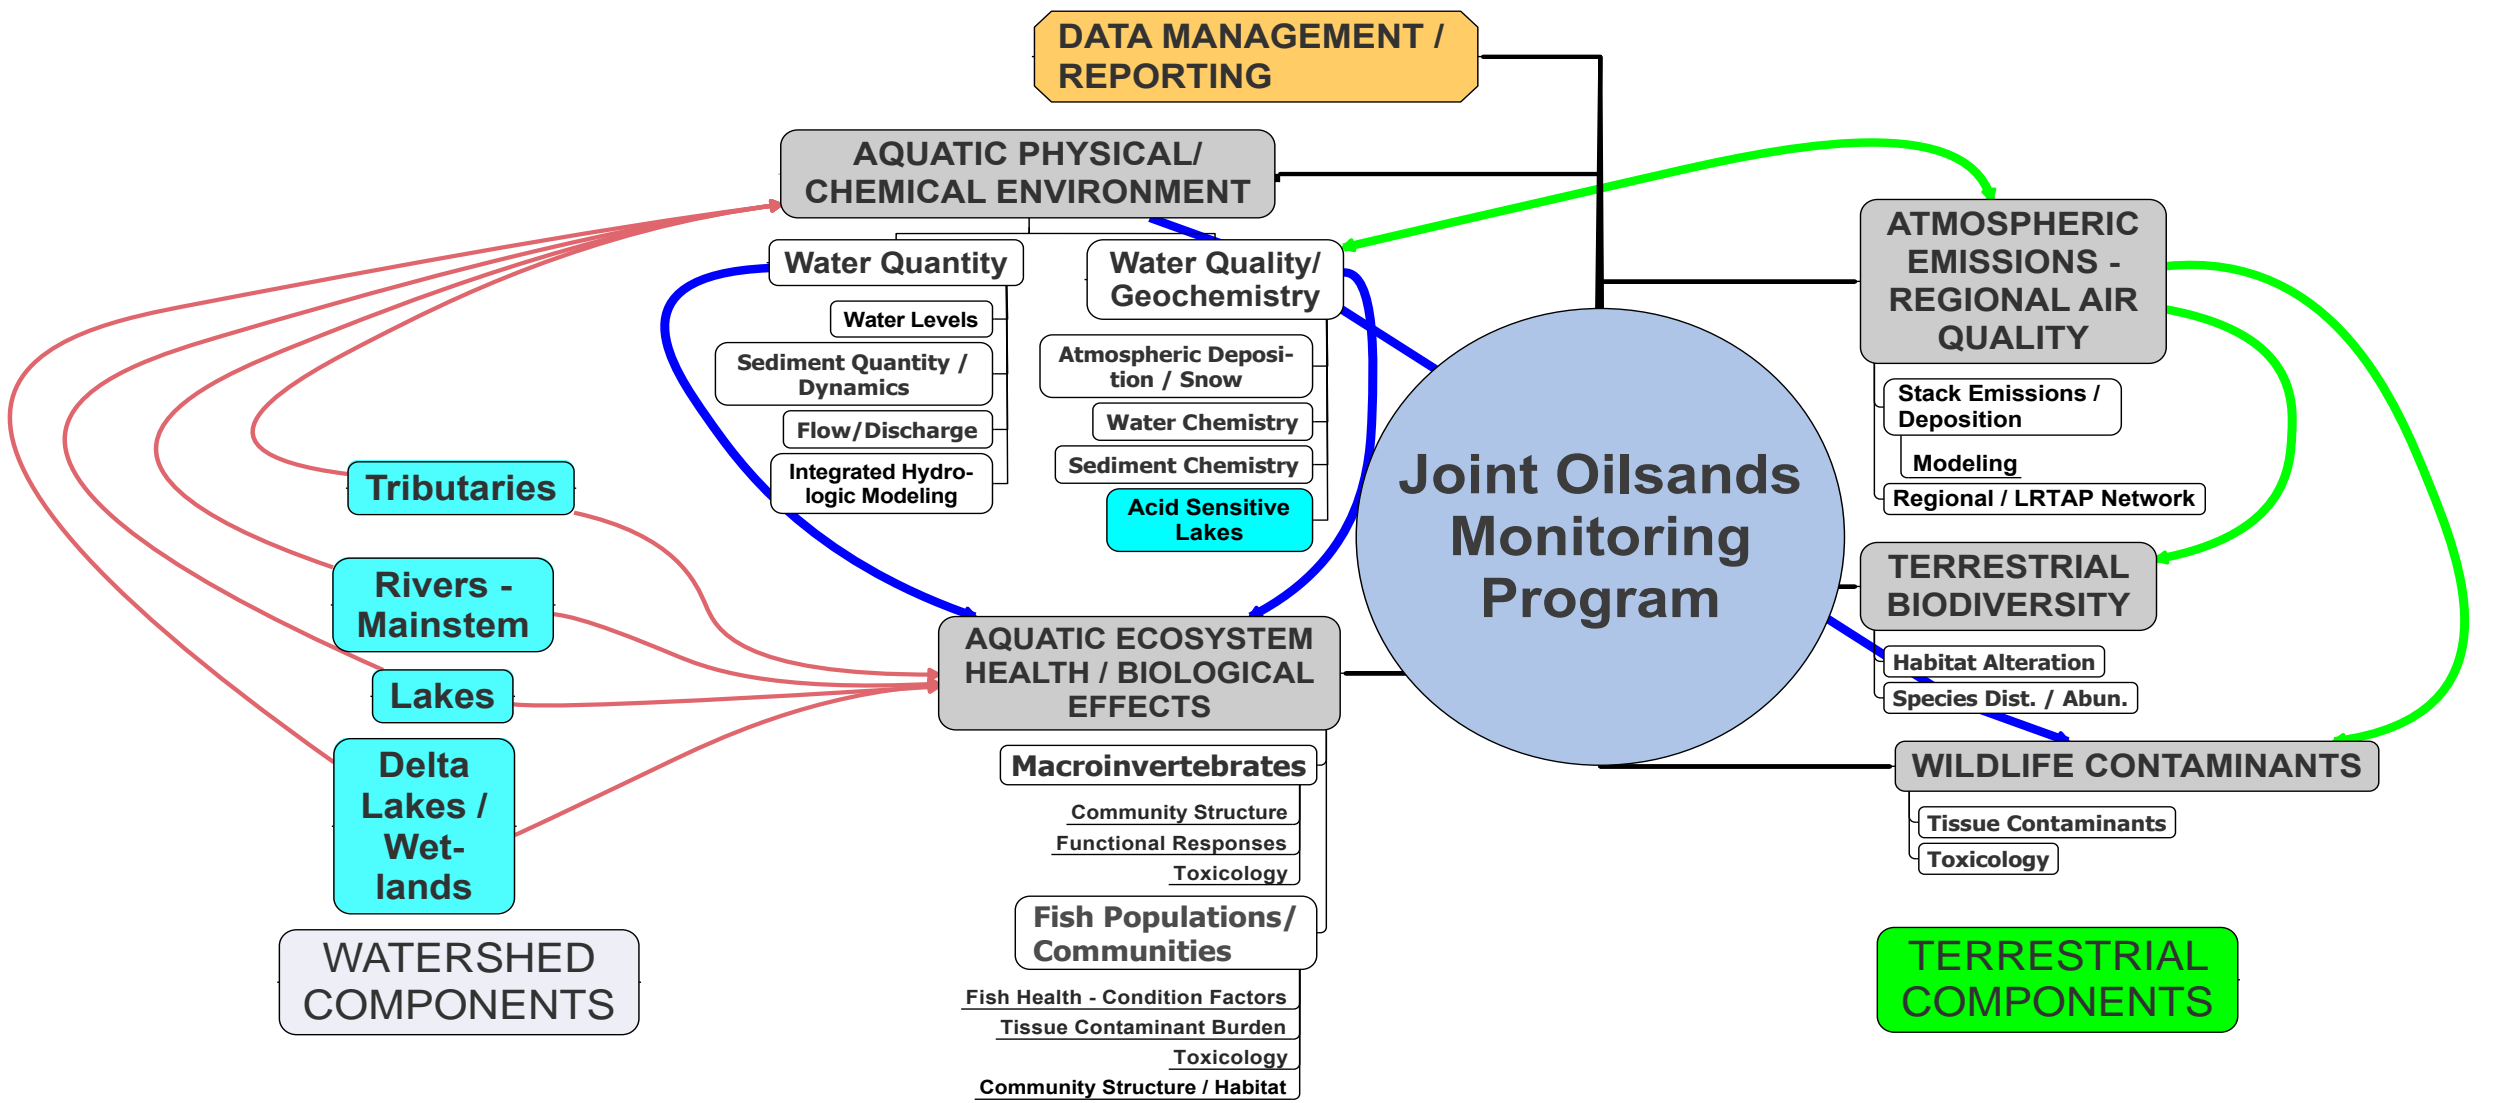 DATA MANAGEMENT /
REPORTING
AQUATIC PHYSICAL/
CHEMICAL ENVIRONMENT
Water Quantity
Water Levels
Sediment Quantity /
Dynamics
Flow/Discharge
Integrated Hydro-
logic Modeling
Water Quality/
Geochemistry
Atmospheric Deposi-
tion / Snow
Water Chemistry
Sediment Chemistry
Acid Sensitive
Lakes
ATMOSPHERIC
EMISSIONS -
REGIONAL AIR
QUALITY
Stack Emissions /
Deposition
Modeling
Regional / LRTAP Network
Joint Oilsands
Monitoring
Program
TERRESTRIAL
BIODIVERSITY
Habitat Alteration
Species Dist. / Abun.
WILDLIFE CONTAMINANTS
Tissue Contaminants
Toxicology
Tributaries
Rivers -
Mainstem
Lakes
Delta
Lakes /
Wet-
lands
AQUATIC ECOSYSTEM
HEALTH / BIOLOGICAL
EFFECTS
Macroinvertebrates
Community Structure
Functional Responses
Toxicology
Fish Populations/
Communities
Fish Health - Condition Factors
Tissue Contaminant Burden
Toxicology
Community Structure / Habitat
WATERSHED
COMPONENTS
TERRESTRIAL
COMPONENTS